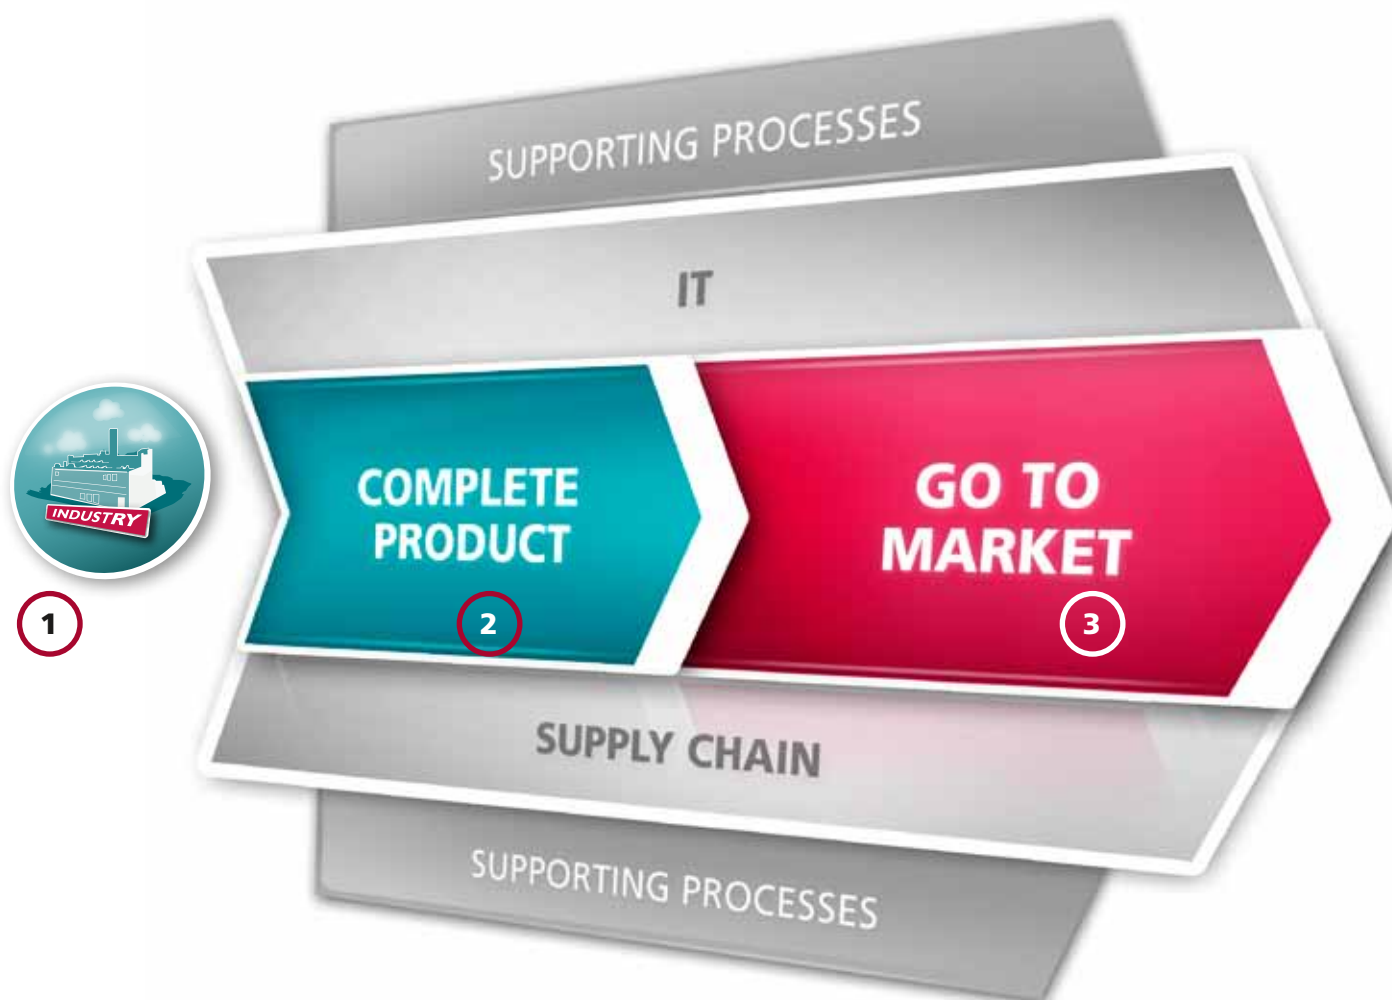 SUPPORTING PROCESSES
IT
INDUSTRY
COMPLETE
PRODUCT
GO TO
MARKET
1
2
3
SUPPLY CHAIN
SUPPORTING PROCESSES